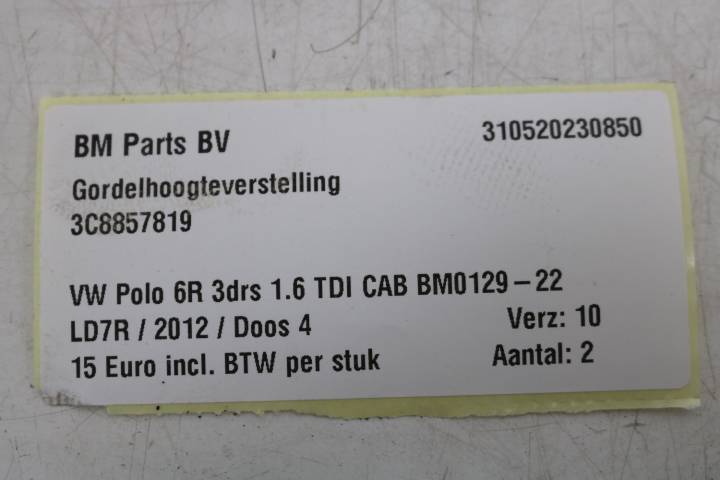 BM Parts BV 310520230850
Gordelhoogteverstelling
3C8857819
VW Polo 6R 3drs 1.6 TDI CAB BM0129-22
LD7R / 2012 / Doos 4 Verz: 10
15 Euro incl. BTW per stuk Aantal: 2